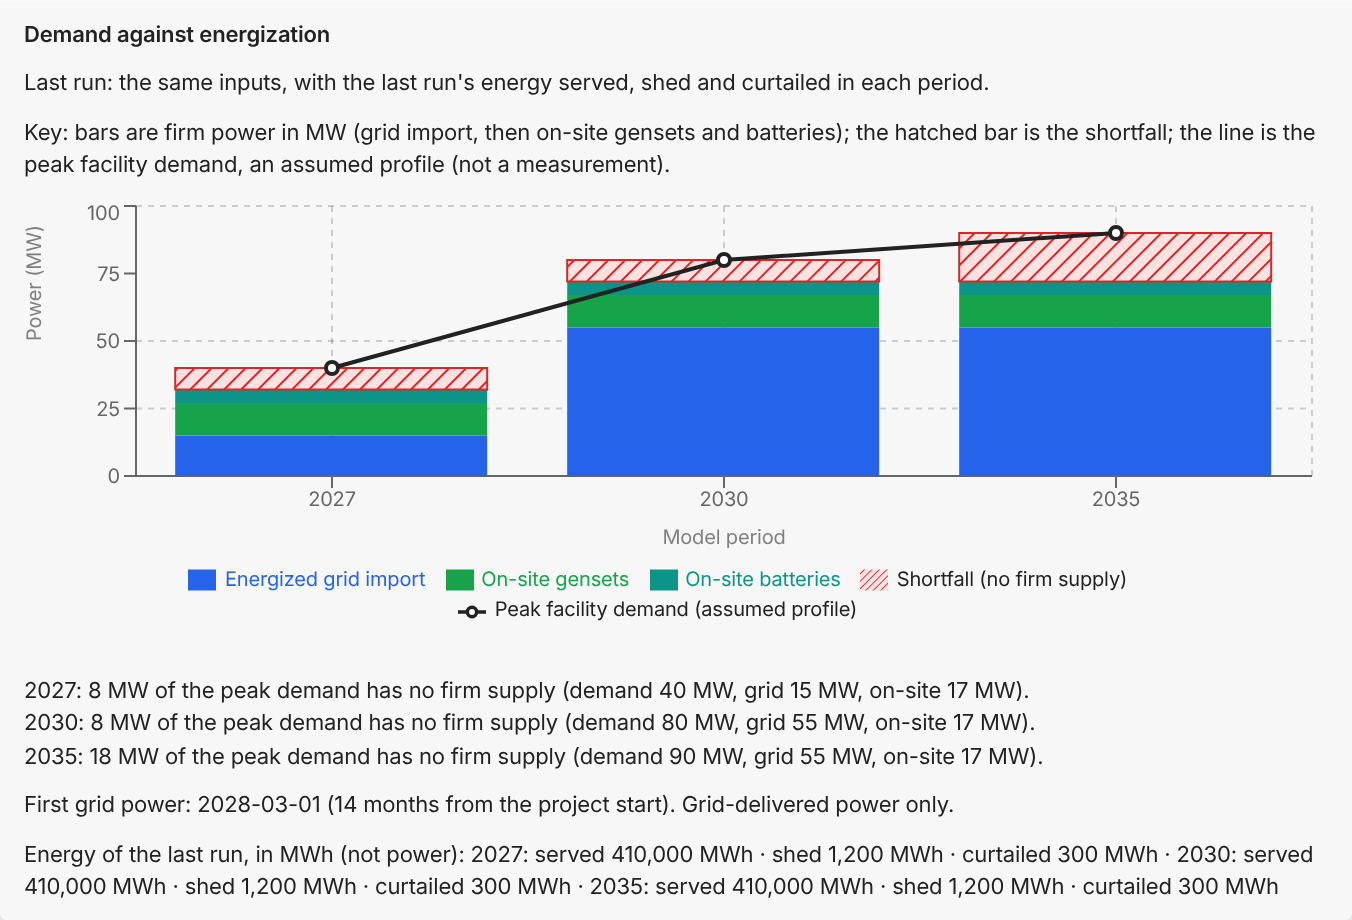 Demand against energization
Last run: the same inputs, with the last run's energy served, shed and curtailed in each period.
Key: bars are firm power in MW (grid import, then on-site gensets and batteries); the hatched bar is the shortfall; the line is the
peak facility demand, an assumed profile (not a measurement).
Power (MW)
100
75
50
25
0
2027
2030
2035
Model period
Energized grid import
On-site gensets
On-site batteries
Shortfall (no firm supply)
Peak facility demand (assumed profile)
2027: 8 MW of the peak demand has no firm supply (demand 40 MW, grid 15 MW, on-site 17 MW).
2030: 8 MW of the peak demand has no firm supply (demand 80 MW, grid 55 MW, on-site 17 MW).
2035: 18 MW of the peak demand has no firm supply (demand 90 MW, grid 55 MW, on-site 17 MW).
First grid power: 2028-03-01 (14 months from the project start). Grid-delivered power only.
Energy of the last run, in MWh (not power): 2027: served 410,000 MWh · shed 1,200 MWh · curtailed 300 MWh · 2030: served
410,000 MWh · shed 1,200 MWh · curtailed 300 MWh · 2035: served 410,000 MWh · shed 1,200 MWh · curtailed 300 MWh